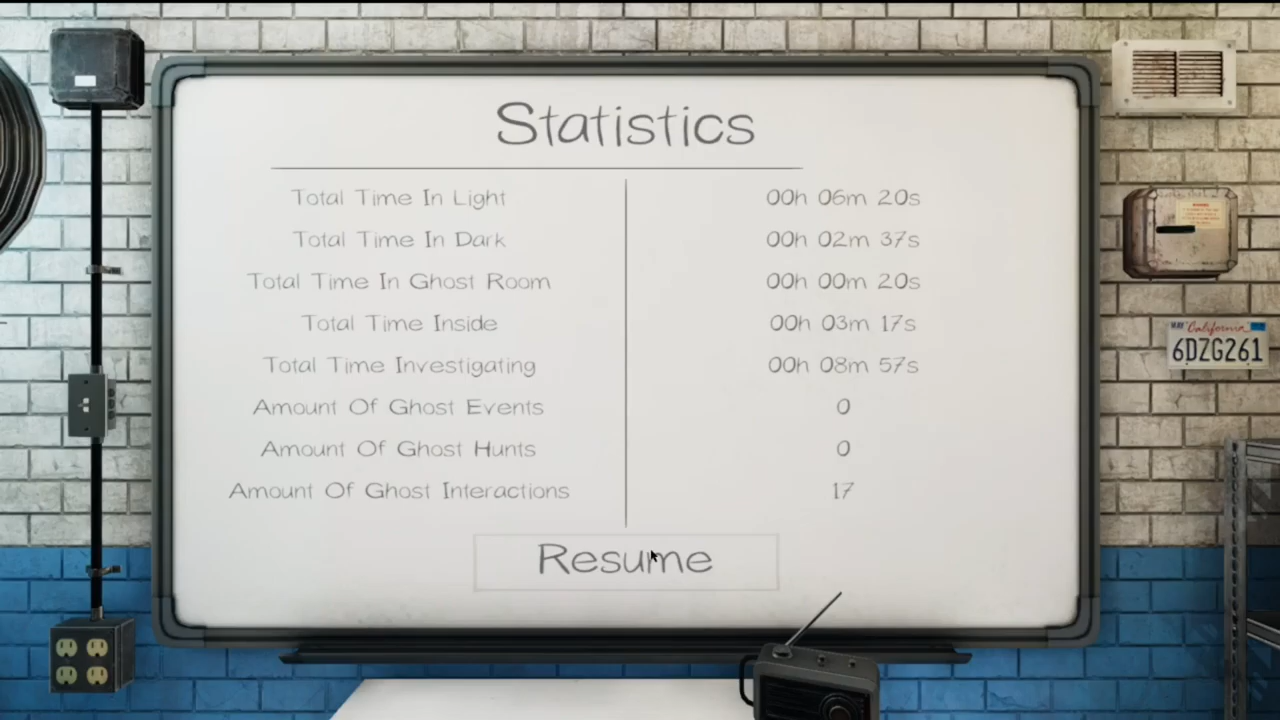 Statistics
Total Time In Light 00h 06m 20s
Total Time In Dark 00h 02m 37s
Total Time In Ghost Room 00h 00m 20s
Total Time Inside 00h 03m 17s
Total Time Investigating 00h 08m 57s
Amount Of Ghost Events 0
Amount Of Ghost Hunts 0
Amount Of Ghost Interactions 17
Resume
California
6DZG261